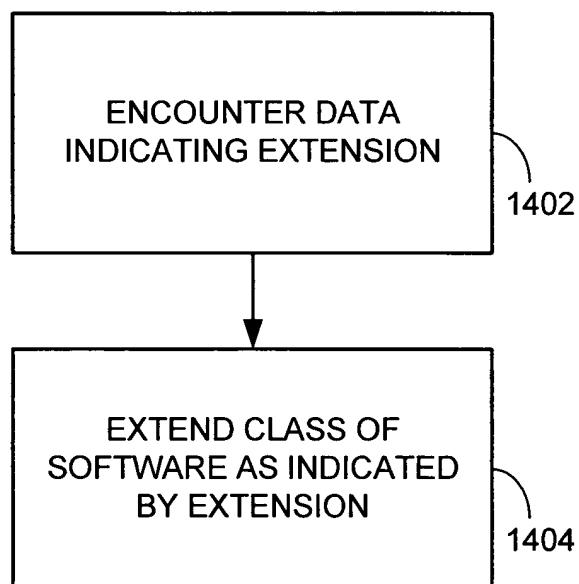 ENCOUNTER DATA
INDICATING EXTENSION
1402
EXTEND CLASS OF
SOFTWARE AS INDICATED
BY EXTENSION
1404